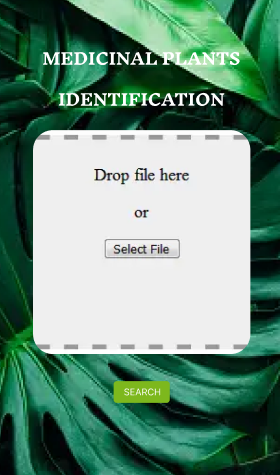 MEDICINAL PLANTS
IDENTIFICATION
Drop file here
or
Select File
SEARCH